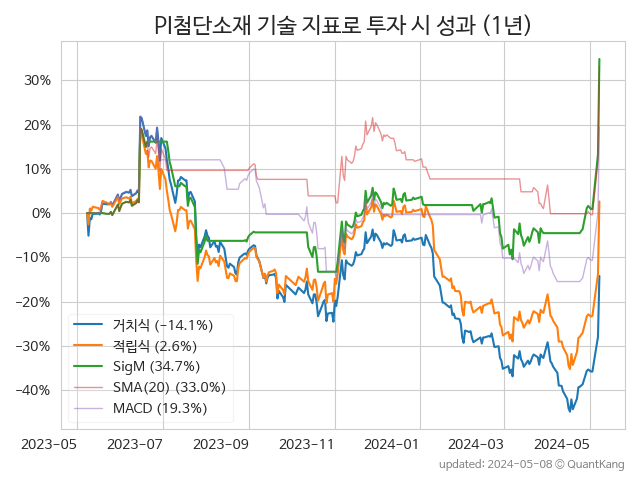 PI첨단소재 기술 지표로 투자 시 성과 (1년)
30%
20%
10%
0%
−10%
−20%
−30%
−40%
거치식 (−14.1%)
적립식 (2.6%)
SigM (34.7%)
SMA(20) (33.0%)
MACD (19.3%)
2023−05 2023−07 2023−09 2023−11 2024−01 2024−03 2024−05
updated: 2024-05-08 © QuantKang